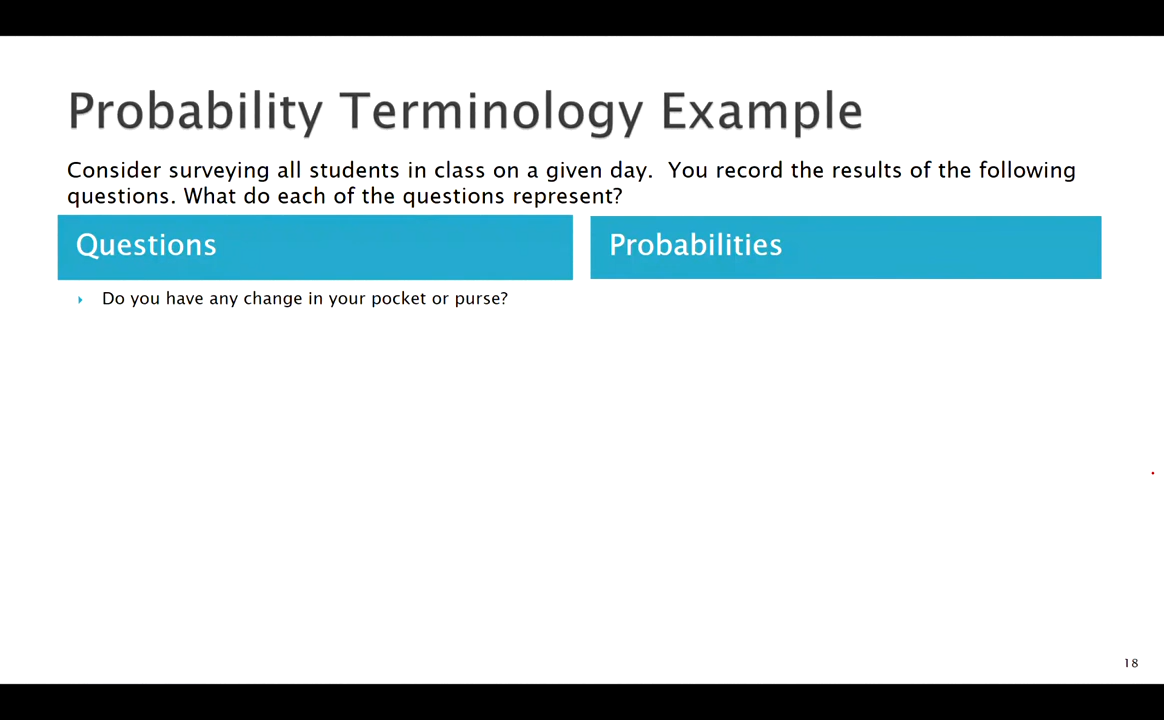 Probability Terminology Example
Consider surveying all students in class on a given day.  You record the results of the following
questions. What do each of the questions represent?
Questions
Probabilities
Do you have any change in your pocket or purse?
18